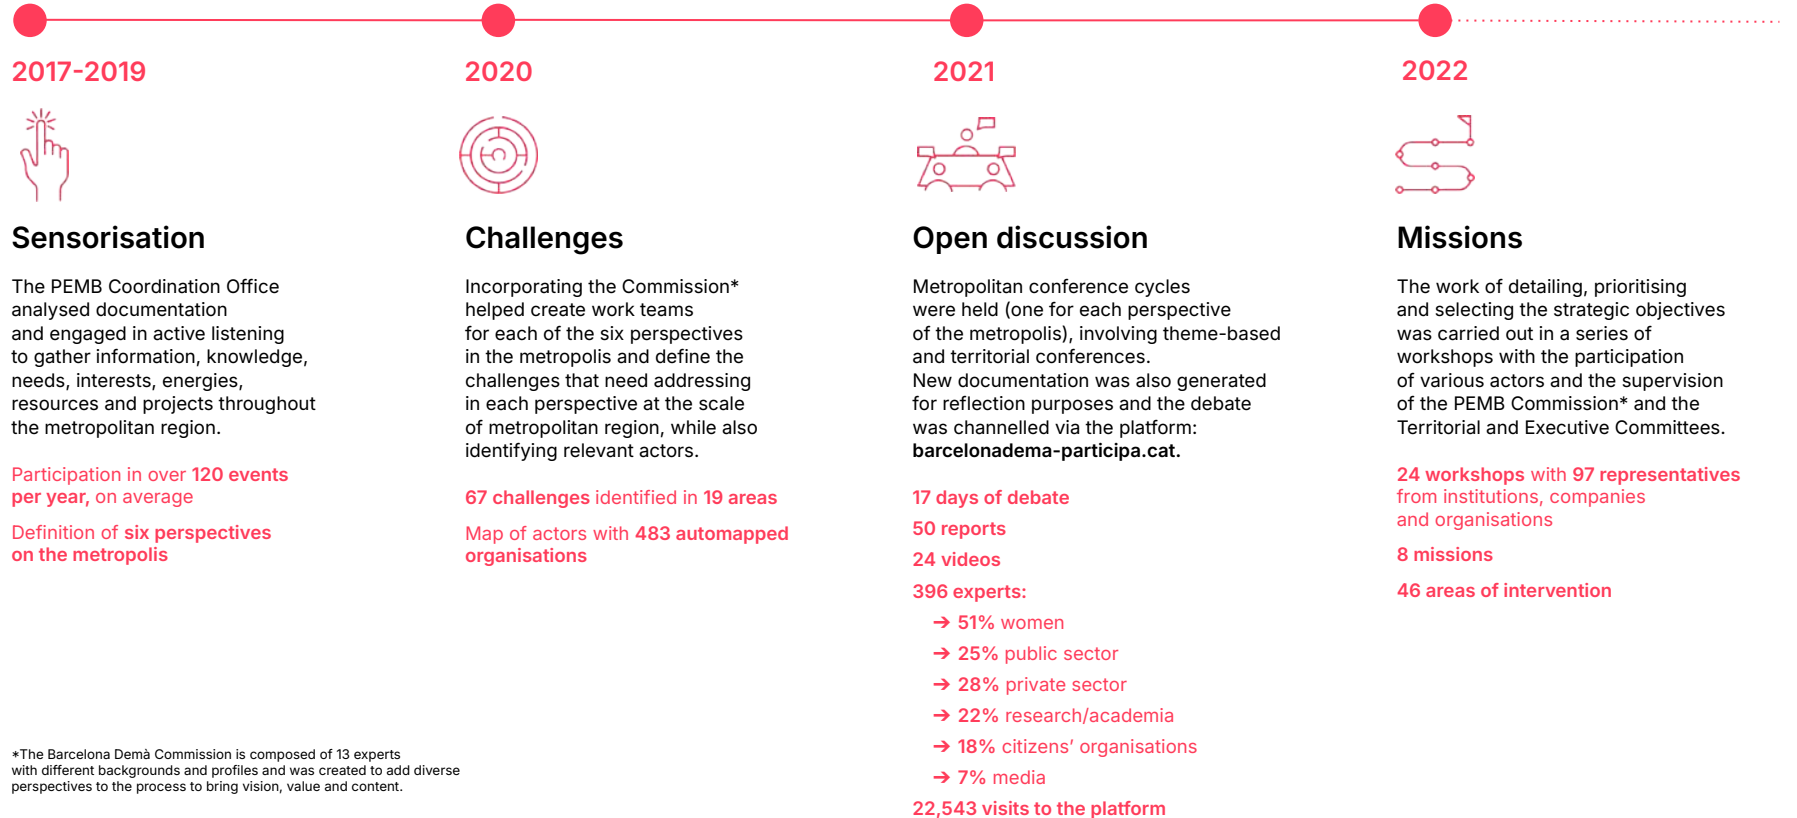 2017-2019
Sensorisation
The PEMB Coordination Office
analysed documentation
and engaged in active listening
to gather information, knowledge,
needs, interests, energies,
resources and projects throughout
the metropolitan region.
Participation in over 120 events
per year, on average
Definition of six perspectives
on the metropolis
2020
Challenges
Incorporating the Commission*
helped create work teams
for each of the six perspectives
in the metropolis and define the
challenges that need addressing
in each perspective at the scale
of metropolitan region, while also
identifying relevant actors.
67 challenges identified in 19 areas
Map of actors with 483 automapped
organisations
2021
Open discussion
Metropolitan conference cycles
were held (one for each perspective
of the metropolis), involving theme-based
and territorial conferences.
New documentation was also generated
for reflection purposes and the debate
was channelled via the platform:
barcelonadema-participa.cat.
17 days of debate
50 reports
24 videos
396 experts:
➔ 51% women
➔ 25% public sector
➔ 28% private sector
➔ 22% research/academia
➔ 18% citizens’ organisations
➔ 7% media
22,543 visits to the platform
2022
Missions
The work of detailing, prioritising
and selecting the strategic objectives
was carried out in a series of
workshops with the participation
of various actors and the supervision
of the PEMB Commission* and the
Territorial and Executive Committees.
24 workshops with 97 representatives
from institutions, companies
and organisations
8 missions
46 areas of intervention
*The Barcelona Demà Commission is composed of 13 experts
with different backgrounds and profiles and was created to add diverse
perspectives to the process to bring vision, value and content.